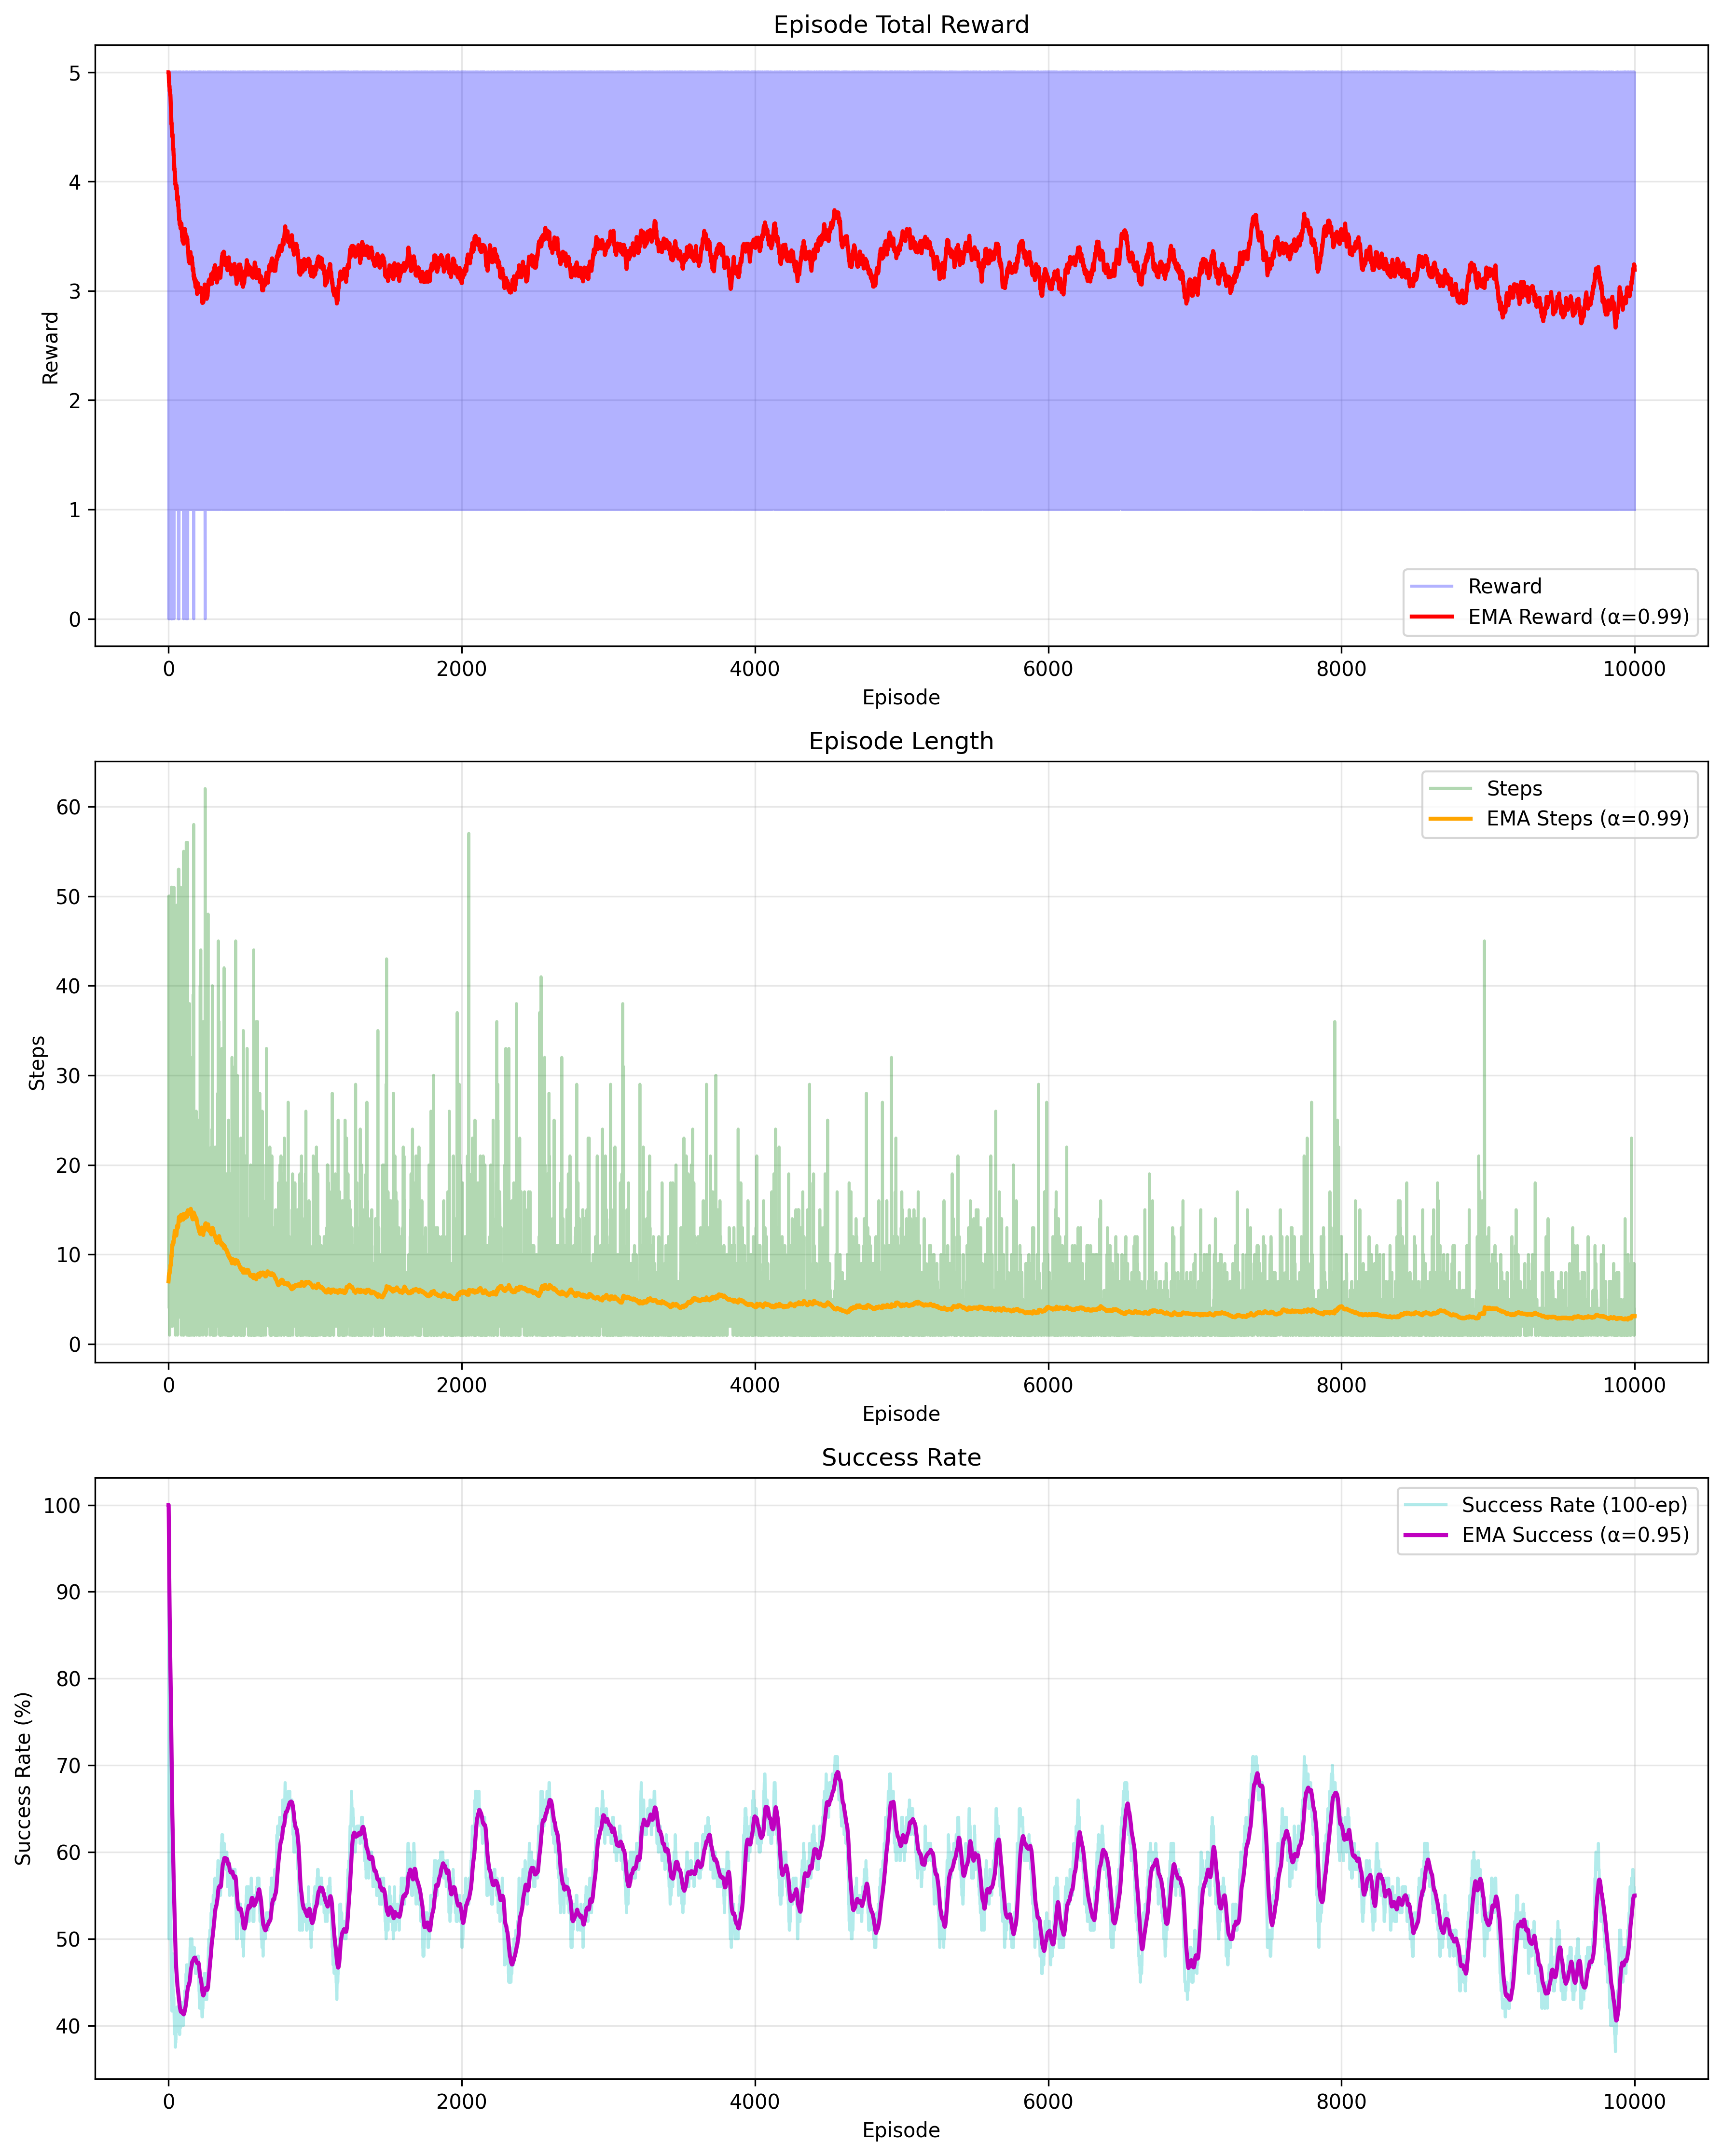 Episode Total Reward
5
4
3
2
1
0
Reward
Reward
EMA Reward (α=0.99)
0 2000 4000 6000 8000 10000
Episode
Episode Length
60
50
40
30
20
10
0
Steps
Steps
EMA Steps (α=0.99)
0 2000 4000 6000 8000 10000
Episode
Success Rate
100
90
80
70
60
50
40
Success Rate (%)
Success Rate (100-ep)
EMA Success (α=0.95)
0 2000 4000 6000 8000 10000
Episode